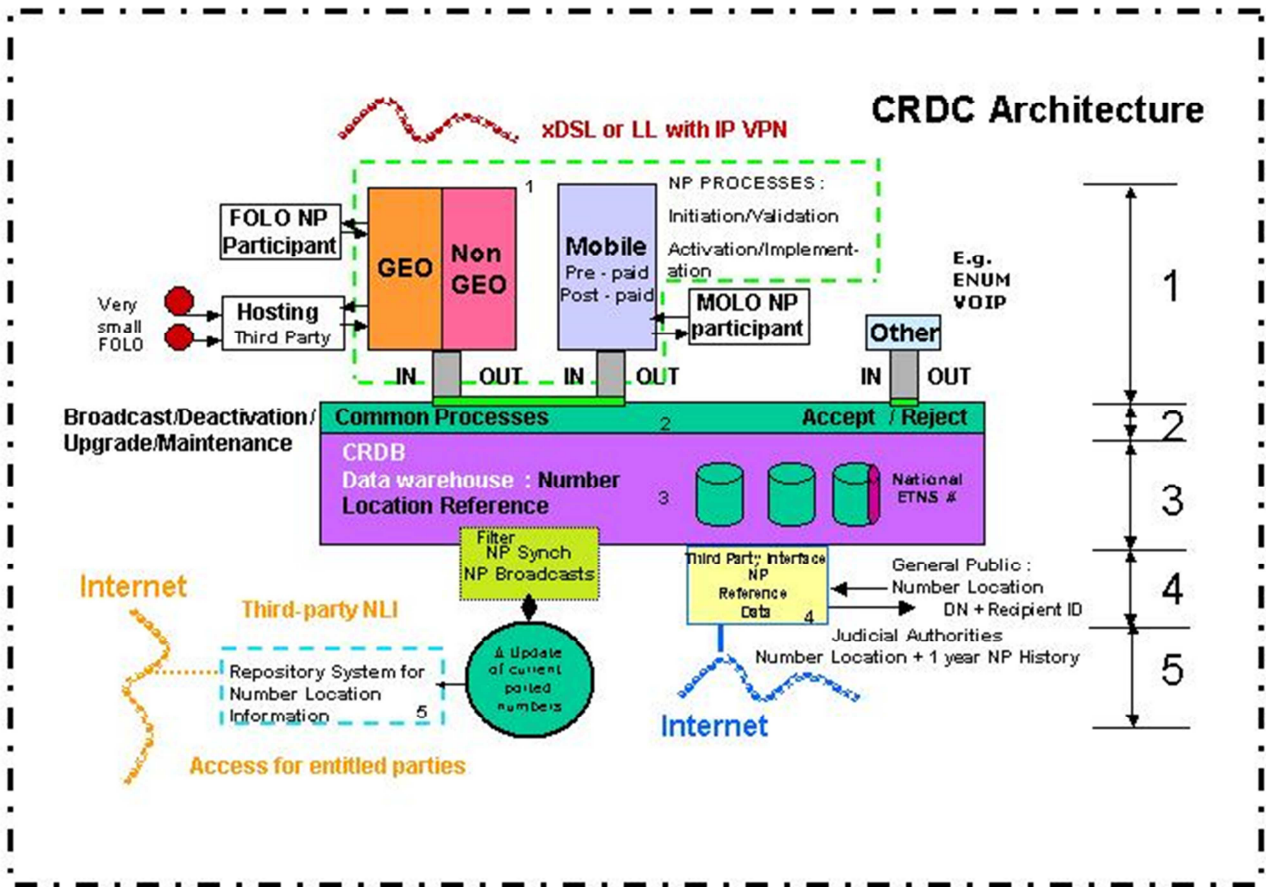 CRDC Architecture
xDSL or LL with IP VPN
1
NP PROCESSES :
Initiation/Validation
Activation/Implement-
ation
FOLO NP
Participant
GEO
Non
GEO
Mobile
Pre - paid
Post - paid
E.g.
ENUM
VOIP
1
Very
small
FOLO
Hosting
Third Party
MOLO NP
participant
Other
IN
OUT
IN
OUT
IN
OUT
Broadcast/Deactivation/
Upgrade/Maintenance
Common Processes
2
Accept / Reject
2
CRDB
Data warehouse : Number
Location Reference
3
National
ETNS #
3
Filter
NP Synch
NP Broadcasts
Third Party Interface
NP
Reference
Data
4
General Public :
Number Location
DN + Recipient ID
4
Judicial Authorities
Number Location + 1 year NP History
5
Internet
Third-party NLI
Repository System for
Number Location
Information
5
Δ Update
of current
ported
numbers
Internet
Access for entitled parties